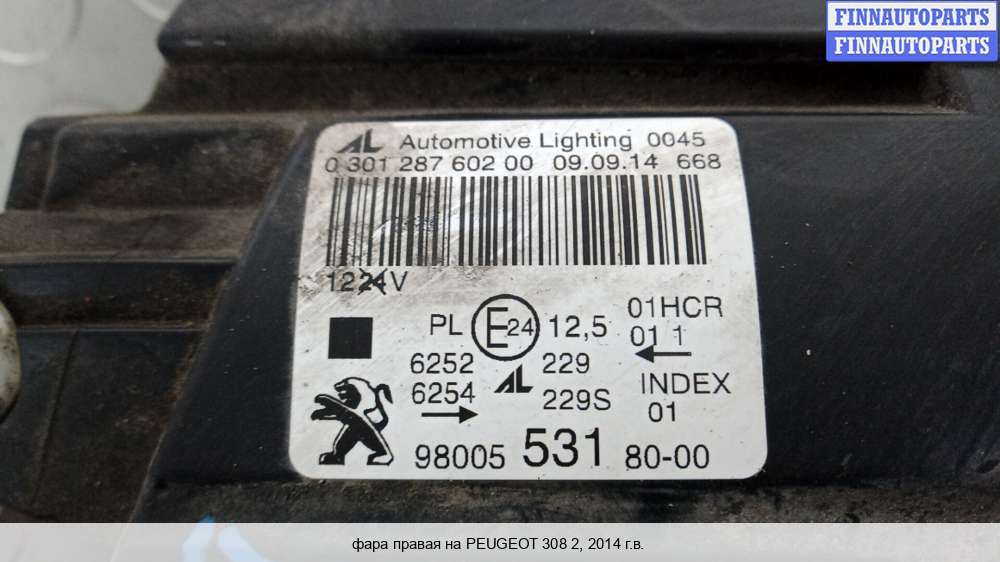 FINNAUTOPARTS
FINNAUTOPARTS
AL Automotive Lighting 0045
0 301 287 602 00 09.09.14 668
1224V
PL E24 12,5 01HCR
01 1
6252 AL 229
6254 229S
INDEX
01
98005 531 80-00
фара правая на PEUGEOT 308 2, 2014 г.в.